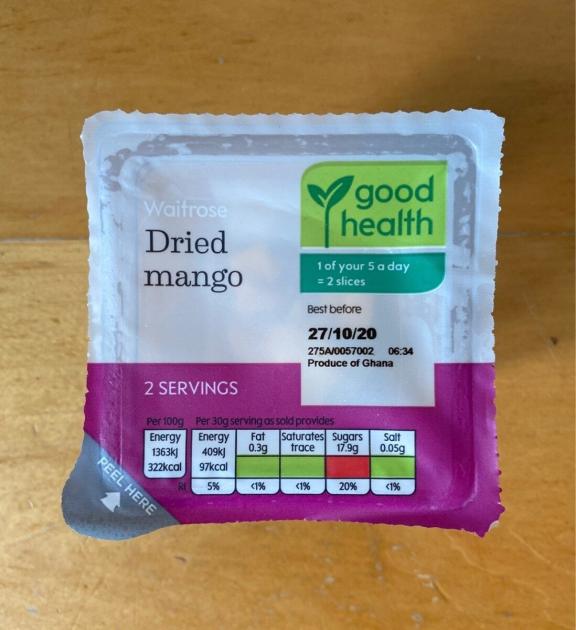 Waitrose
Dried
mango
good
health
1 of your 5 a day
= 2 slices
Best before
27/10/20
275A/0057002 06:34
Produce of Ghana
2 SERVINGS
Per 100g Per 30g serving as sold provides
Energy Energy Fat Saturates Sugars Salt
1363kJ 409kJ 0.3g trace 17.9g 0.05g
322kcal 97kcal
RI 5% <1% <1% 20% <1%
PEEL HERE